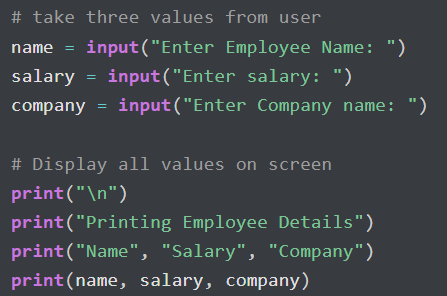 # take three values from user
name = input("Enter Employee Name: ")
salary = input("Enter salary: ")
company = input("Enter Company name: ")
# Display all values on screen
print("\n")
print("Printing Employee Details")
print("Name", "Salary", "Company")
print(name, salary, company)